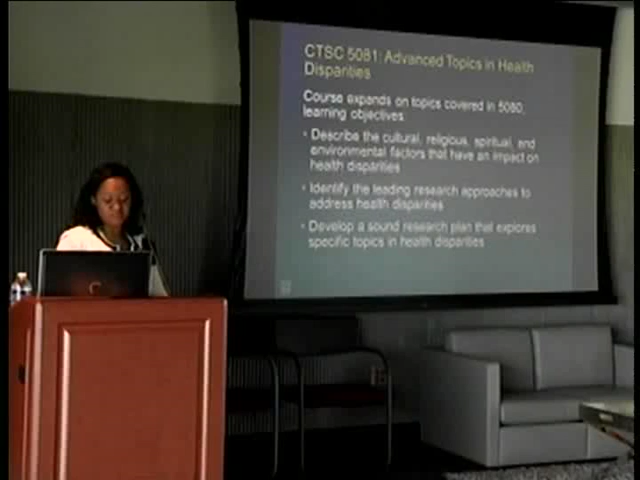 CTSC 5081: Advanced Topics in Health
Disparities
Course expands on topics covered in 5080,
learning objectives
• Describe the cultural, religious, spiritual, and
environmental factors that have an impact on
health disparities
• Identify the leading research approaches to
address health disparities
• Develop a sound research plan that explores
specific topics in health disparities